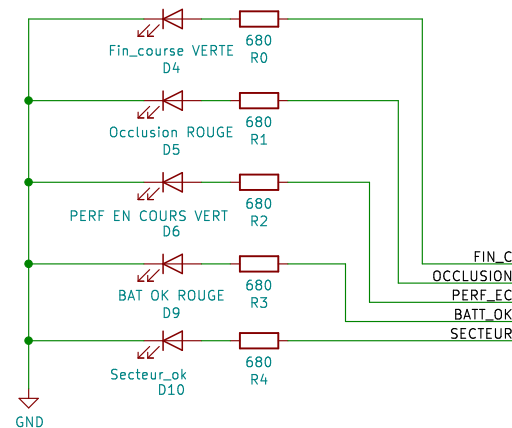 680
Fin_course VERTE
R0
D4
680
Occlusion ROUGE
R1
D5
680
PERF EN COURS VERT
R2
D6
FIN_C
OCCLUSION
680
BAT OK ROUGE
PERF_EC
R3
D9
BATT_OK
SECTEUR
680
Secteur_ok
R4
D10
GND